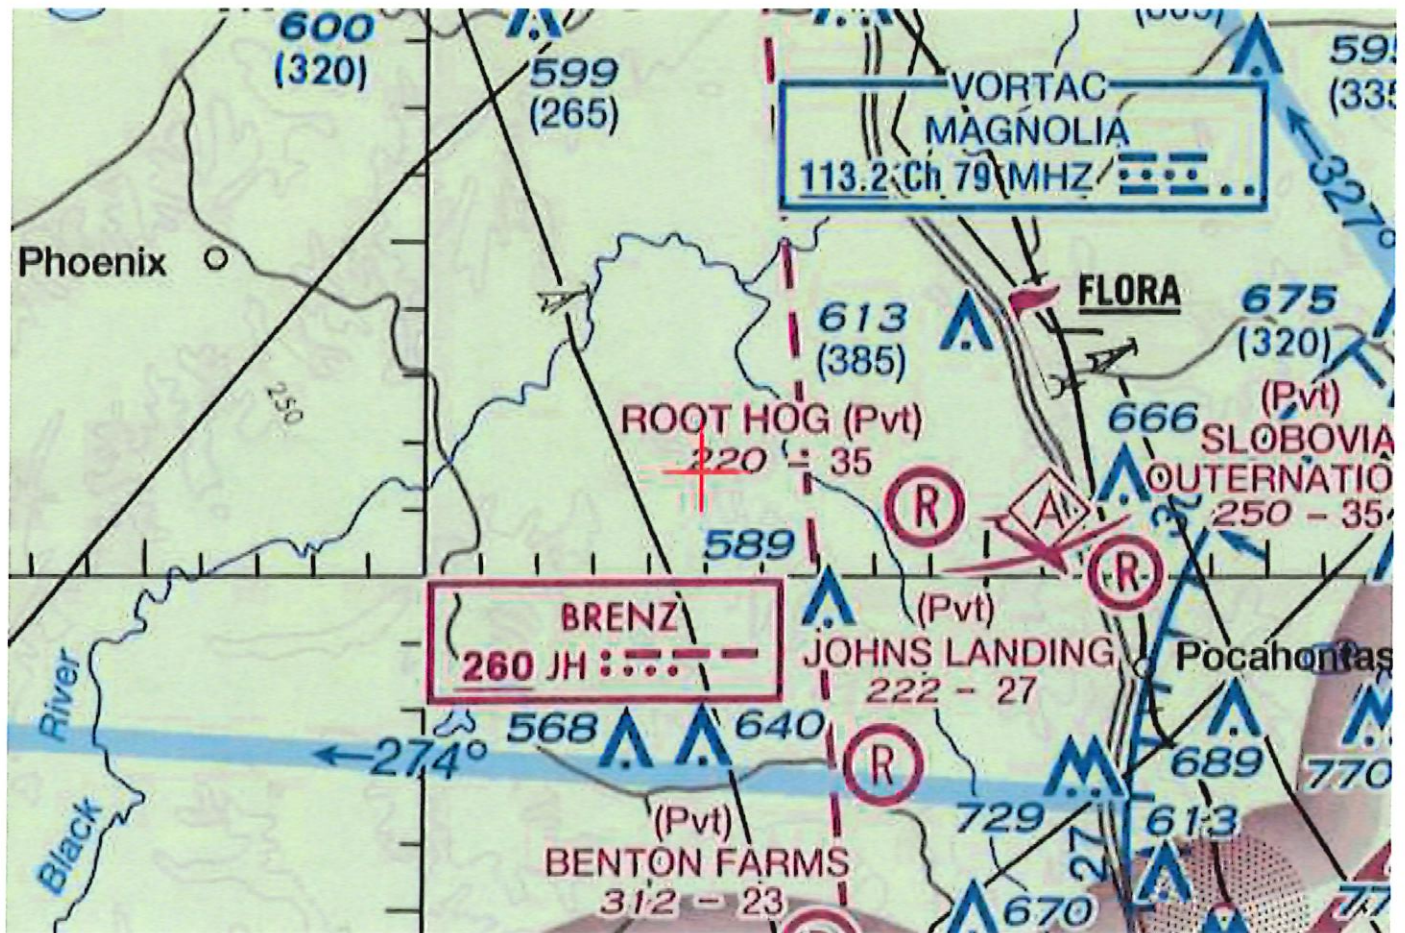 600
(320)
599
(265)
595
(335
VORTAC
MAGNOLIA
113.2 Ch 79 MHZ
327°
Phoenix
FLORA
613
(385)
675
(320)
250
ROOT HOG (Pvt)
220 - 35
666
(Pvt)
SLOBOVIA
OUTERNATIO
250 - 35
R
A
589
R
BRENZ
260 JH
(Pvt)
JOHNS LANDING
222 - 27
Pocahontas
River
568
640
274°
R
689
770
729
613
27
Black
(Pvt)
BENTON FARMS
312 - 23
670
77
R